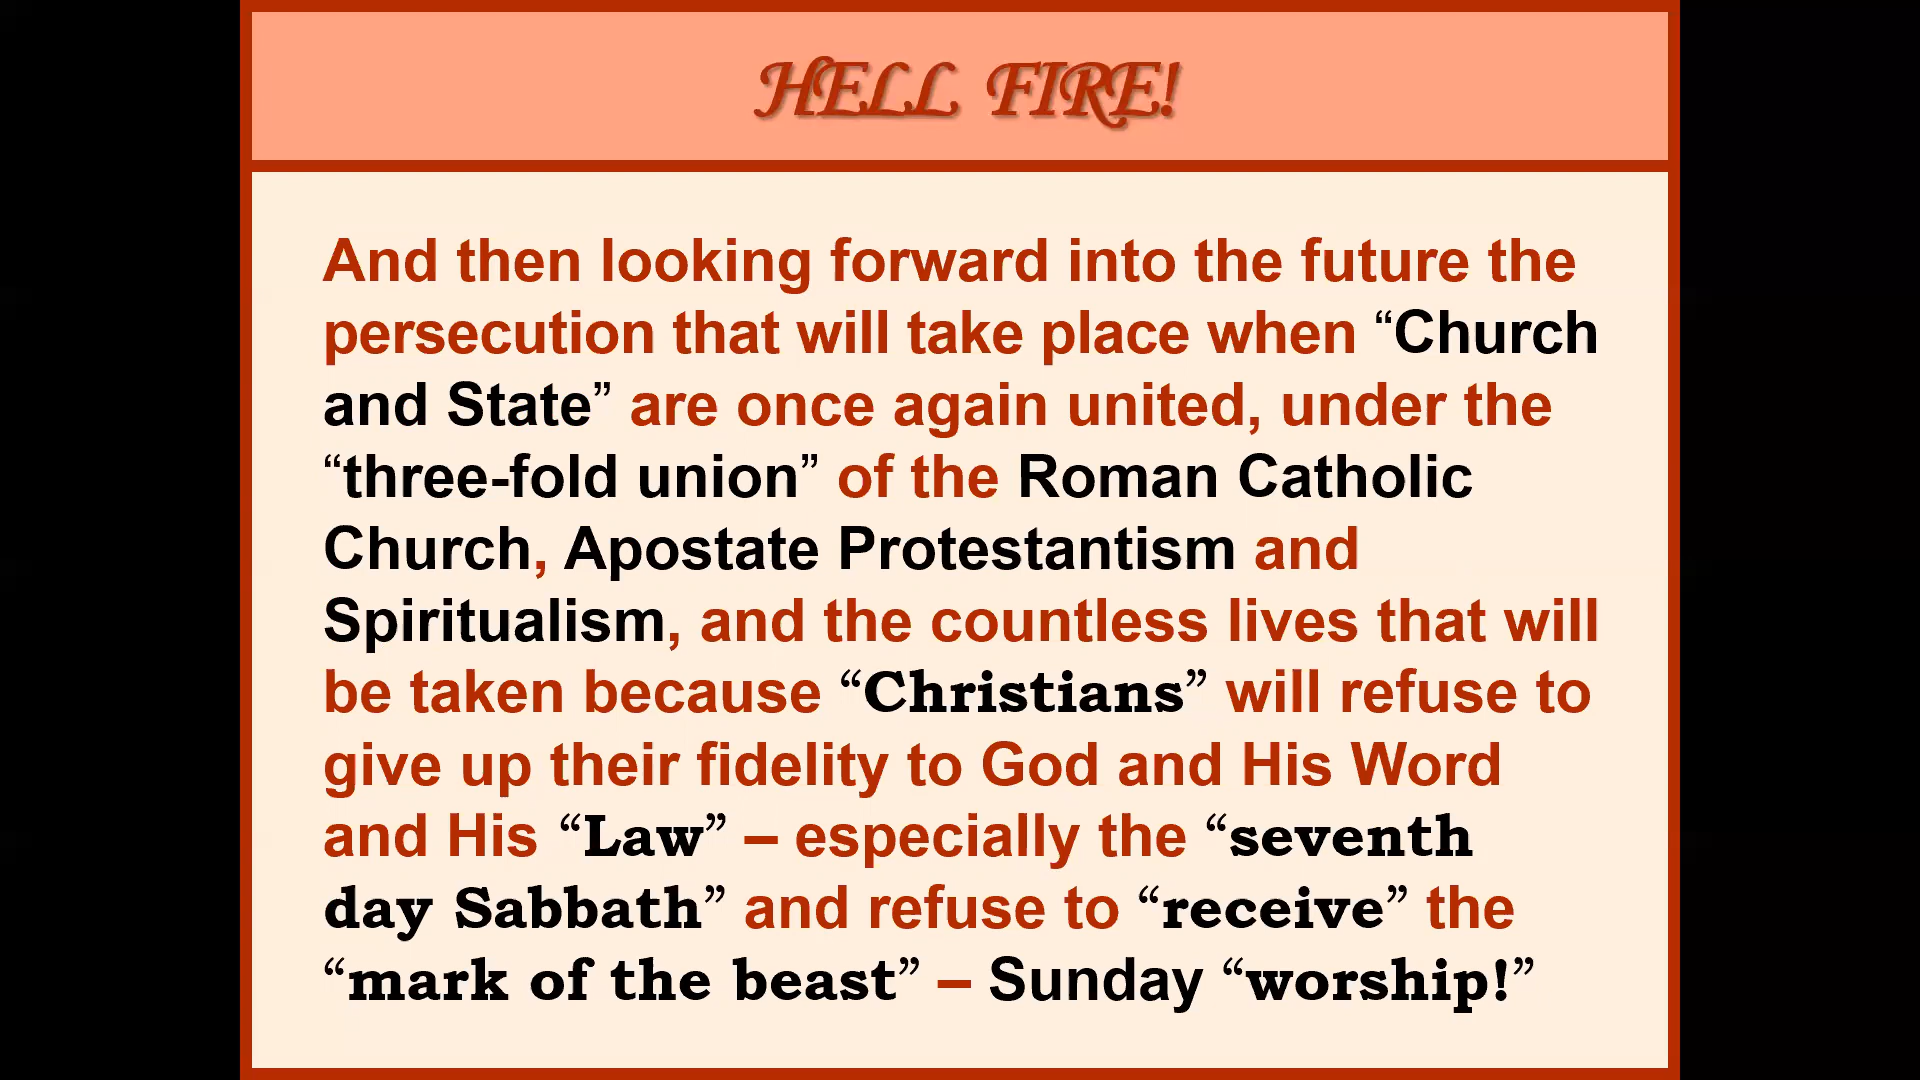 HELL FIRE!
And then looking forward into the future the
persecution that will take place when “Church
and State” are once again united, under the
“three-fold union” of the Roman Catholic
Church, Apostate Protestantism and
Spiritualism, and the countless lives that will
be taken because “Christians” will refuse to
give up their fidelity to God and His Word
and His “Law” – especially the “seventh
day Sabbath” and refuse to “receive” the
“mark of the beast” – Sunday “worship!”